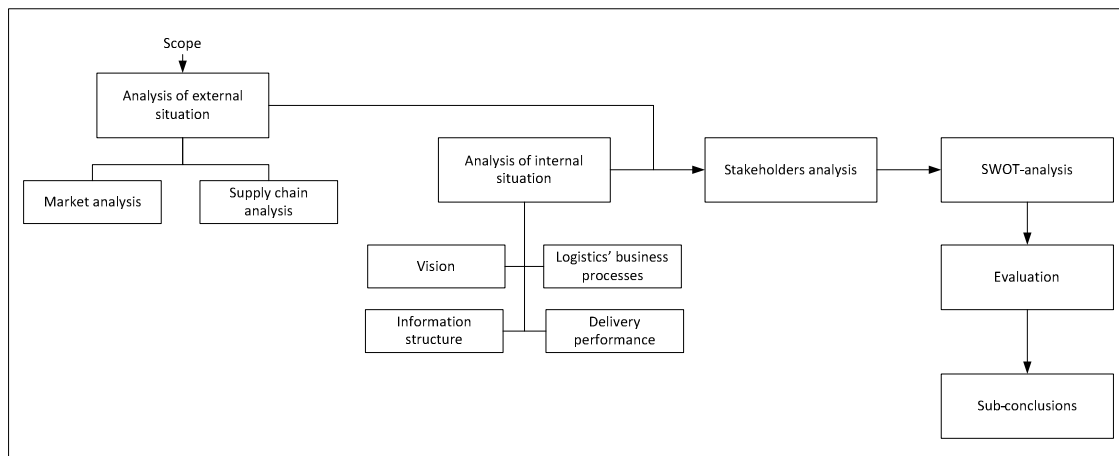 Scope
Analysis of external
situation
Market analysis
Supply chain
analysis
Analysis of internal
situation
Vision
Logistics’ business
processes
Information
structure
Delivery
performance
Stakeholders analysis
SWOT-analysis
Evaluation
Sub-conclusions